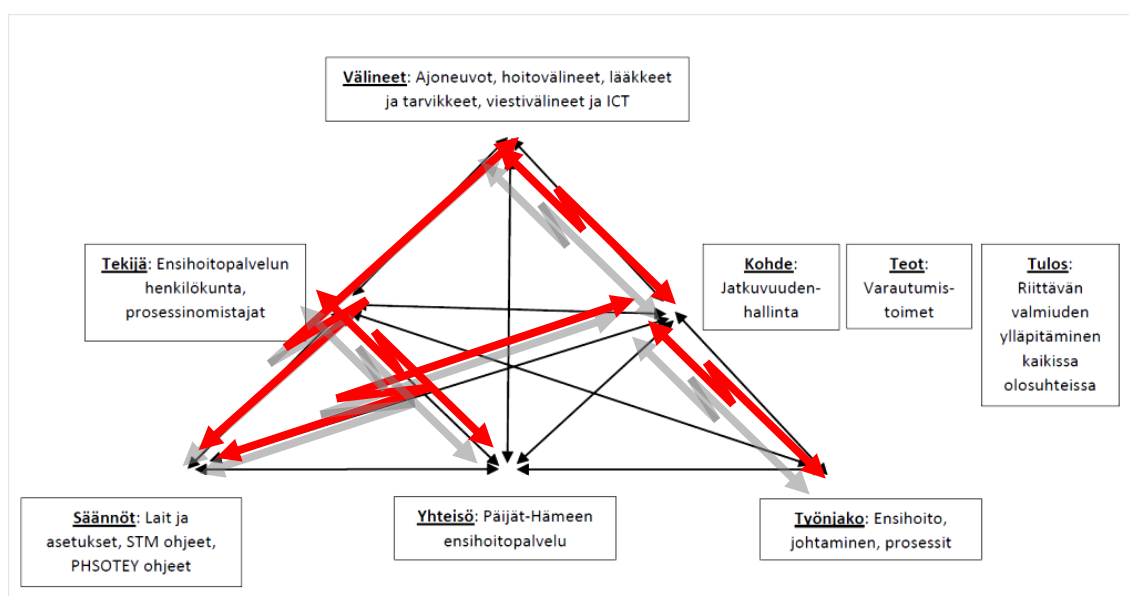 Välineet: Ajoneuvot, hoitovälineet, lääkkeet
ja tarvikkeet, viestivälineet ja ICT
Tekijä: Ensihoitopalvelun
henkilökunta,
prosessinomistajat
Kohde:
Jatkuvuuden-
hallinta
Teot:
Varautumis-
toimet
Tulos:
Riittävän
valmiuden
ylläpitäminen
kaikissa
olosuhteissa
Säännöt: Lait ja
asetukset, STM ohjeet,
PHSOTEY ohjeet
Yhteisö: Päijät-Hämeen
ensihoitopalvelu
Työnjako: Ensihoito,
johtaminen, prosessit